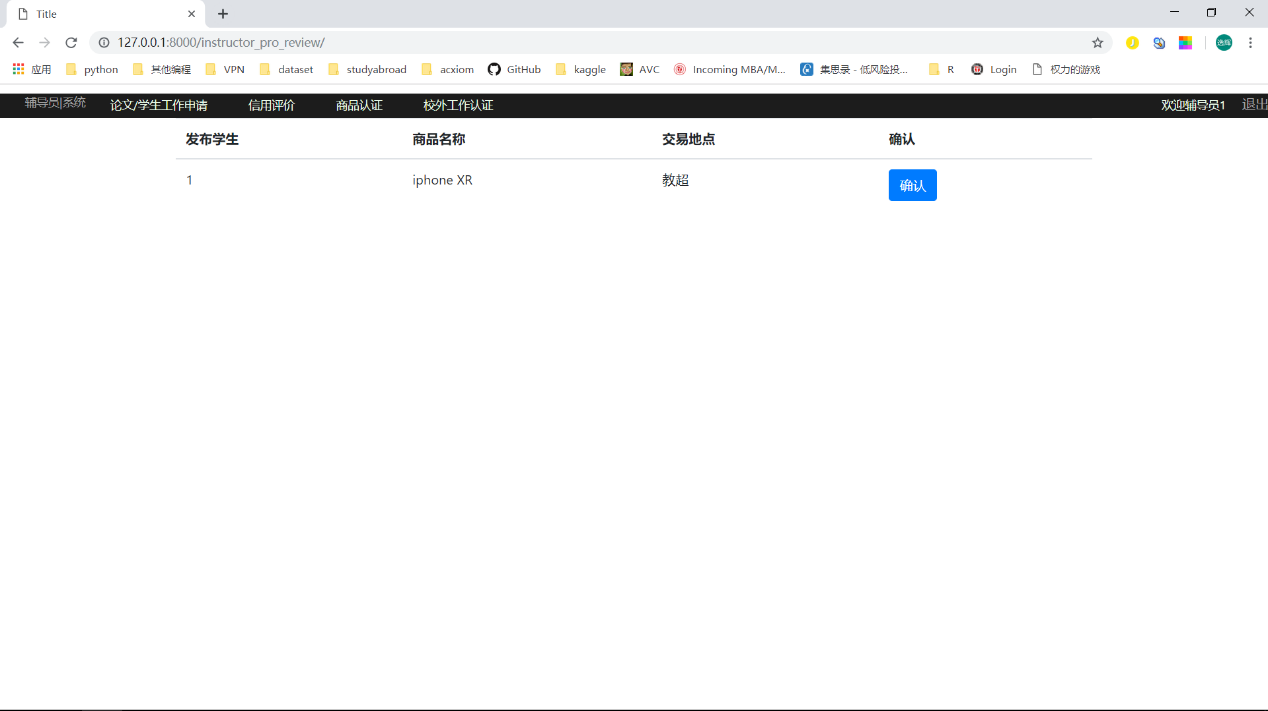 Title
127.0.0.1:8000/instructor_pro_review/
应用 python 其他编程 VPN dataset studyabroad acxiom GitHub kaggle AVC Incoming MBA/M... 集思录 - 低风险投... R Login 权力的游戏
辅导员|系统 论文/学生工作申请 信用评价 商品认证 校外工作认证 欢迎辅导员1 退出
发布学生 商品名称 交易地点 确认
1 iphone XR 教超 确认